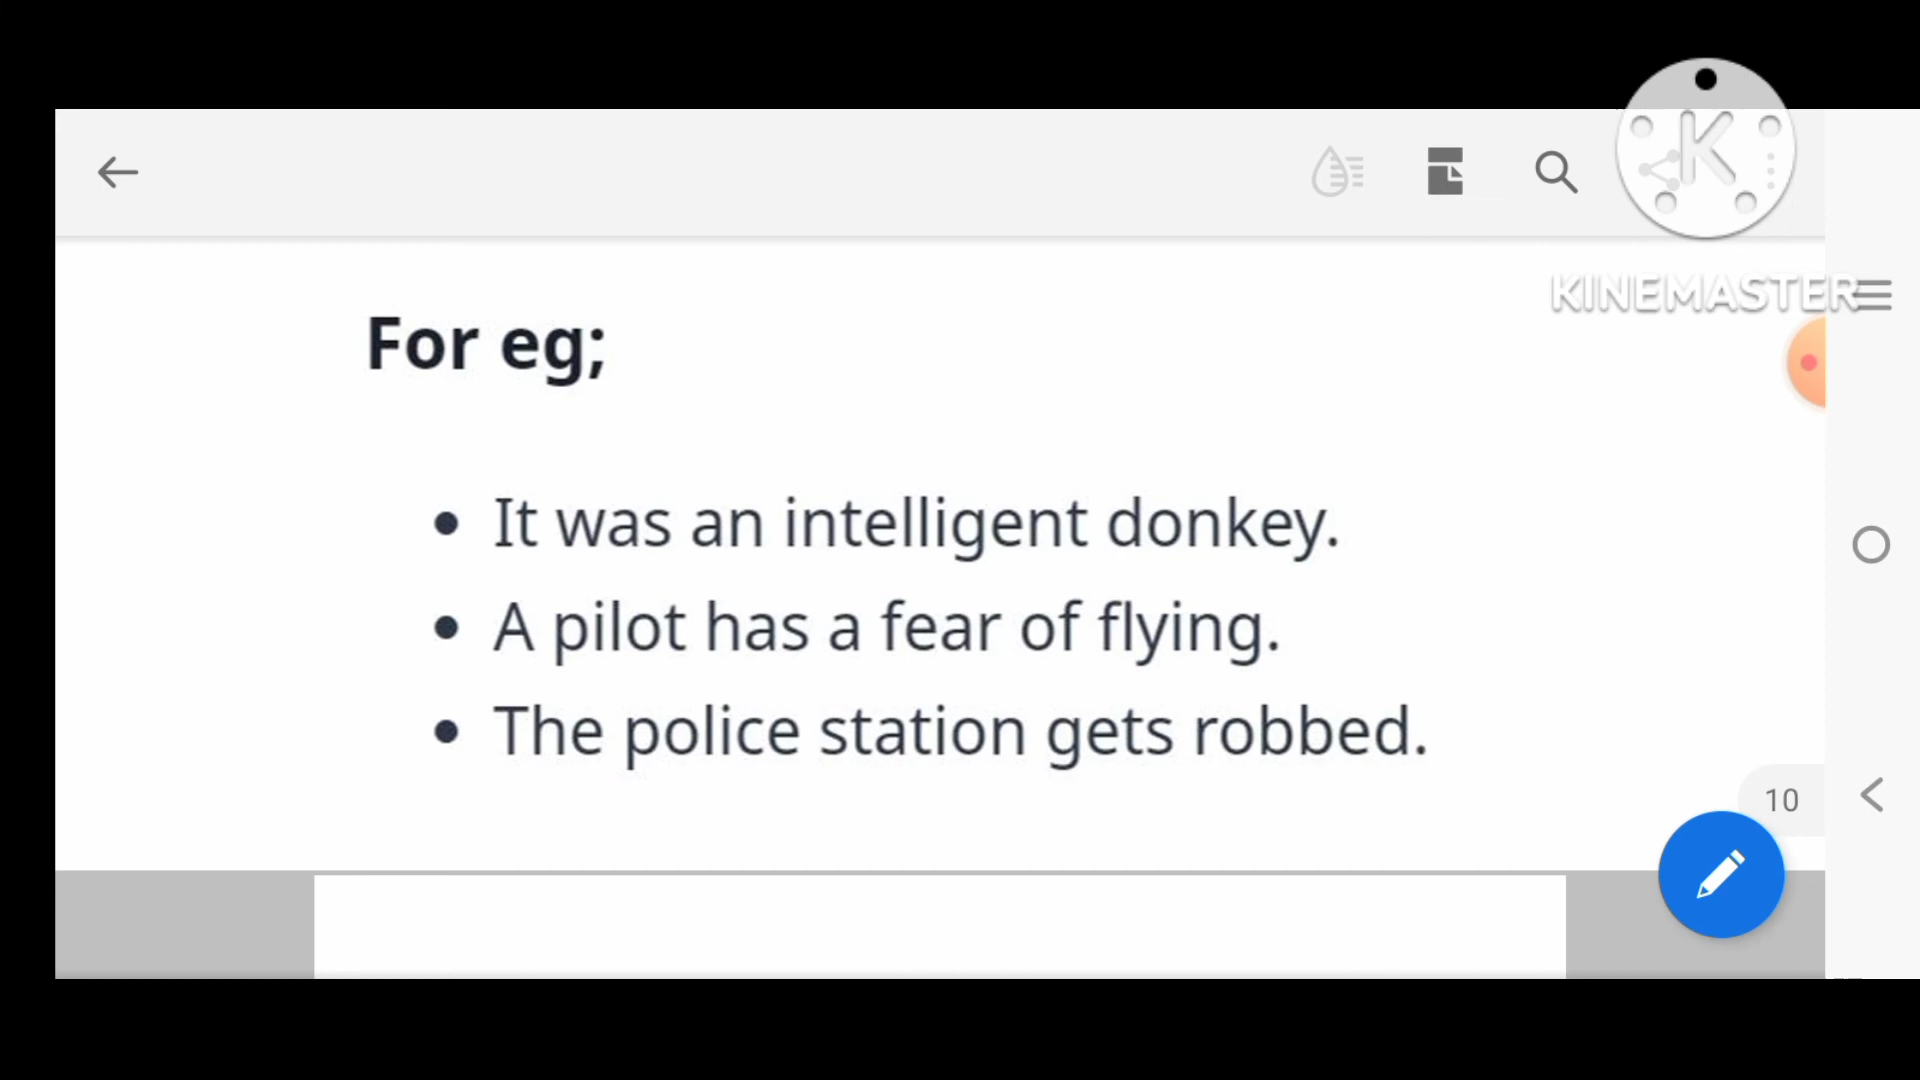 K
KINEMASTER
For eg;
• It was an intelligent donkey.
• A pilot has a fear of flying.
• The police station gets robbed.
10